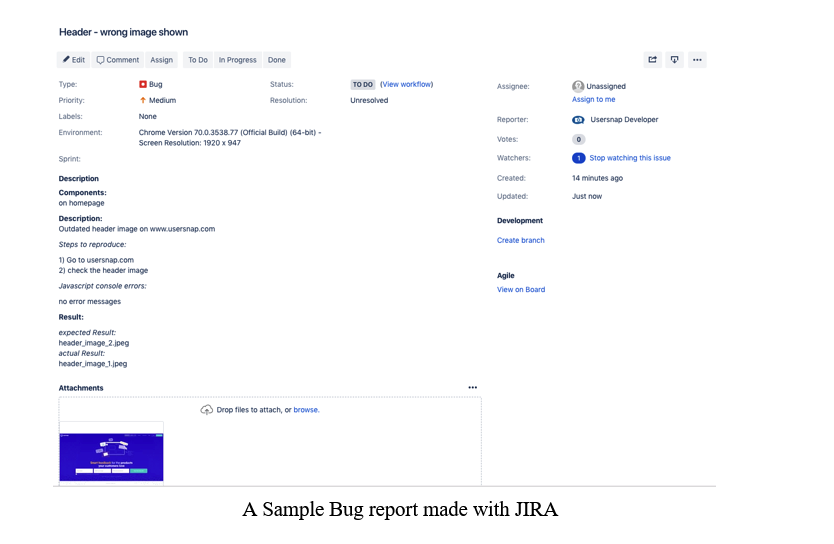 Header - wrong image shown
Edit Comment Assign To Do In Progress Done
Type: Bug
Priority: Medium
Labels: None
Environment: Chrome Version 70.0.3538.77 (Official Build) (64-bit) -
Screen Resolution: 1920 x 947
Sprint:
Status: TO DO (View workflow)
Resolution: Unresolved
Description
Components:
on homepage
Description:
Outdated header image on www.usersnap.com
Steps to reproduce:
1) Go to usersnap.com
2) check the header image
Javascript console errors:
no error messages
Result:
expected Result:
header_image_2.jpeg
actual Result:
header_image_1.jpeg
Attachments
Drop files to attach, or browse.
Assignee: Unassigned
Assign to me
Reporter: Usersnap Developer
Votes: 0
Watchers: 1 Stop watching this issue
Created: 14 minutes ago
Updated: Just now
Development
Create branch
Agile
View on Board
A Sample Bug report made with JIRA